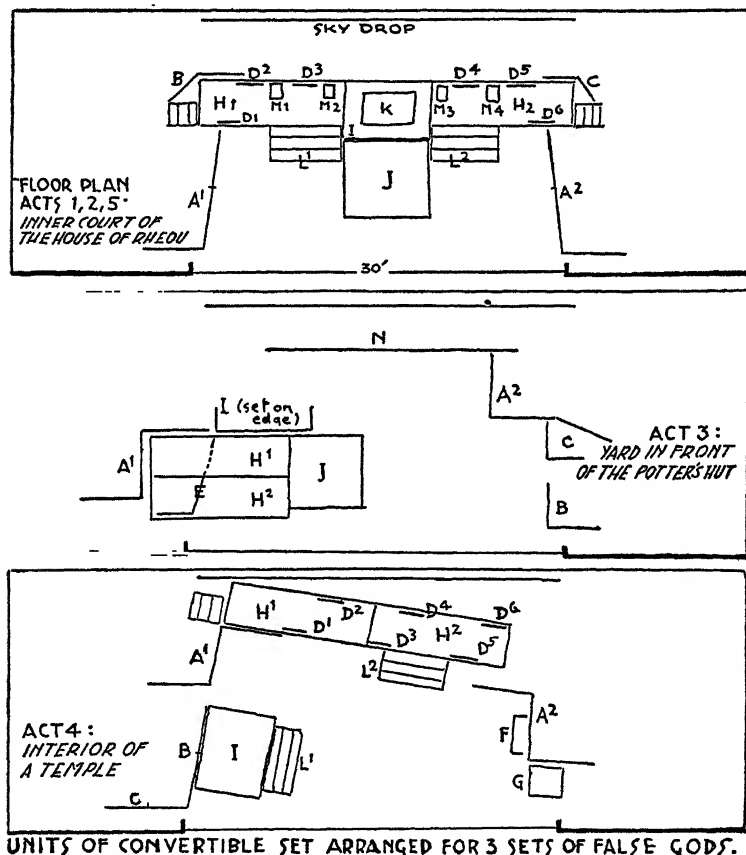 SKY DROP
B D² D³ D⁴ D⁵ C
H¹ M1 M2 K M3 M4 H2
D1 I D6
L¹ J L²
A¹ A²
FLOOR PLAN
ACTS 1, 2, 5·
INNER COURT OF
THE HOUSE OF RHEOU
30'
N
A²
I (set on
edge)
A¹ H¹ J C
E H²
B
ACT 3:
YARD IN FRONT
OF THE POTTER'S HUT
H¹ D² D⁴ D6
D¹ D³ H² D⁵
A¹ L² A²
ACT 4:
INTERIOR OF
A TEMPLE
B I L¹ F
G
C
UNITS OF CONVERTIBLE SET ARRANGED FOR 3 SETS OF FALSE GODS.